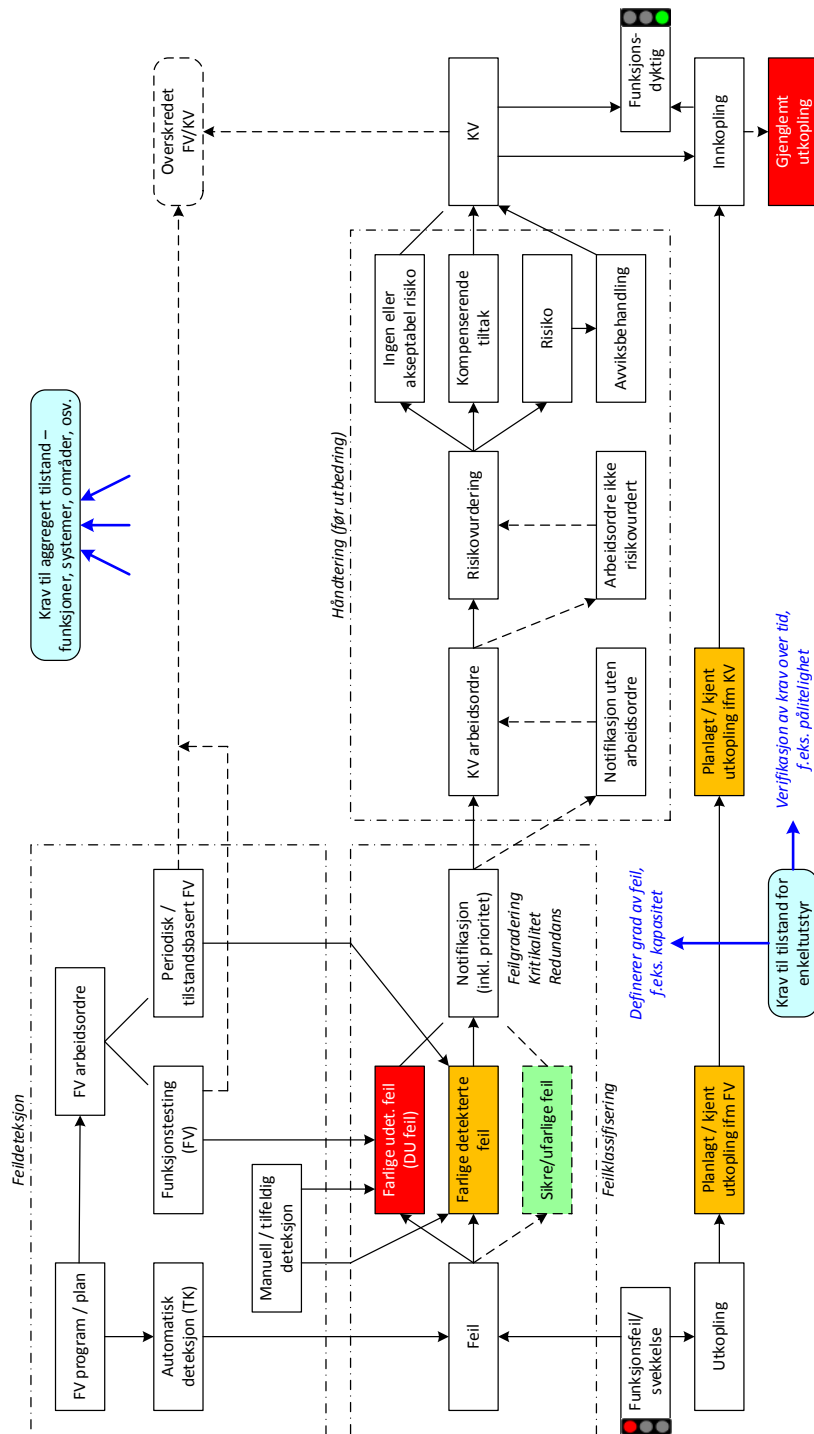 Feildeteksjon
FV program / plan
FV arbeidsordre
Automatisk
deteksjon (TK)
Funksjonstesting
(FV)
Periodisk /
tilstandsbasert FV
Manuell / tilfeldig
deteksjon
Krav til aggregert tilstand –
funksjoner, systemer, områder, osv.
Overskredet
FV/KV
Feil
Farlige udet. feil
(DU feil)
Farlige detekterte
feil
Sikre/ufarlige feil
Notifikasjon
(inkl. prioritet)
Feilgradering
Kritikalitet
Redundans
Feilklassifisering
Håndtering (før utbedring)
KV arbeidsordre
Notifikasjon uten
arbeidsordre
Risikovurdering
Arbeidsordre ikke
risikovurdert
Ingen eller
akseptabel risiko
Kompenserende
tiltak
Risiko
Avviksbehandling
KV
Funksjonsfeil/
svekkelse
Funksjons-
dyktig
Utkopling
Planlagt / kjent
utkopling ifm FV
Planlagt / kjent
utkopling ifm KV
Innkopling
Gjenglemt
utkopling
Definerer grad av feil,
f.eks. kapasitet
Krav til tilstand for
enkeltutstyr
Verifikasjon av krav over tid,
f.eks. pålitelighet